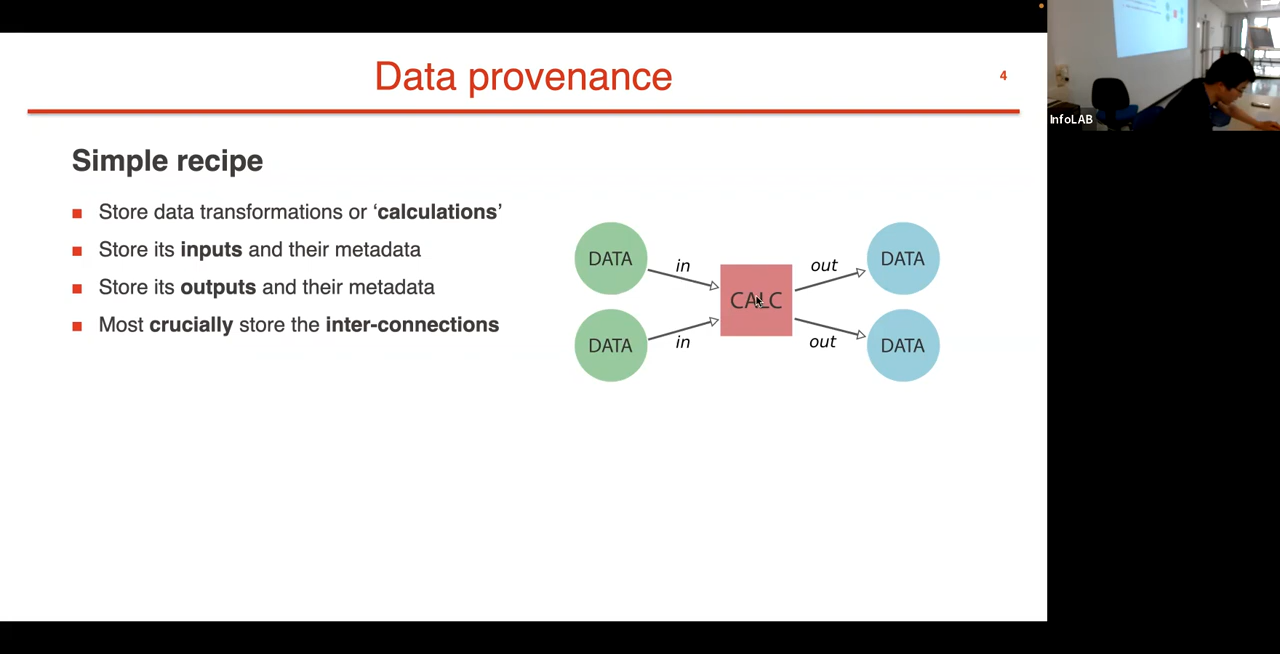 Data provenance
4
InfoLAB
Simple recipe
Store data transformations or ‘calculations’
Store its inputs and their metadata
Store its outputs and their metadata
Most crucially store the inter-connections
DATA
in
CALC
out
DATA
DATA
in
out
DATA